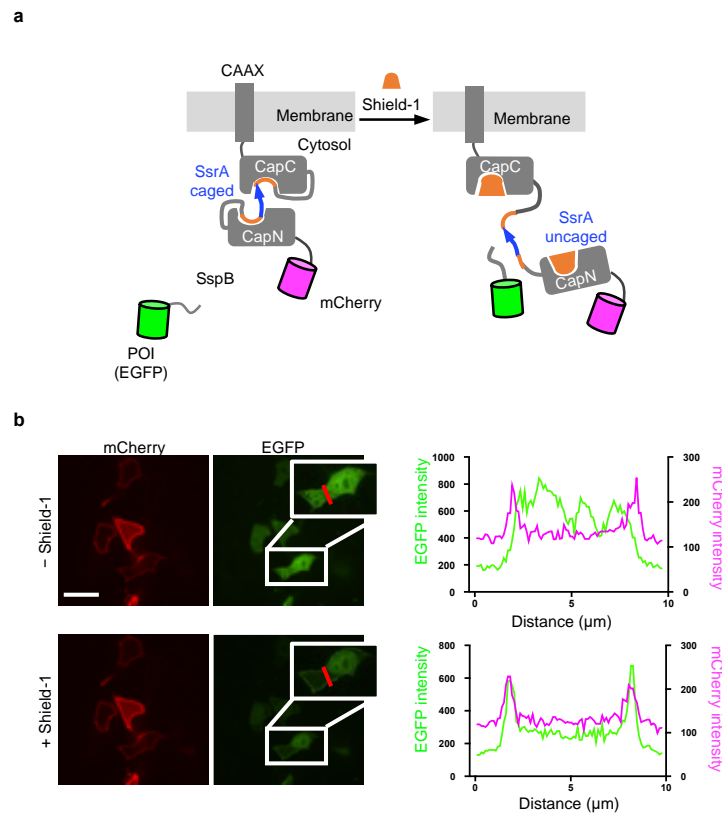 a
CAAX
Membrane
Shield-1
Membrane
Cytosol
CapC
CapC
SsrA
caged
SsrA
uncaged
CapN
CapN
SspB
mCherry
POI
(EGFP)
b
mCherry
EGFP
– Shield-1
+ Shield-1
EGFP intensity
1000
800
600
400
200
0
300
200
100
0
mCherry intensity
0
5
10
Distance (μm)
EGFP intensity
800
600
400
200
0
300
200
100
0
mCherry intensity
0
5
10
Distance (μm)